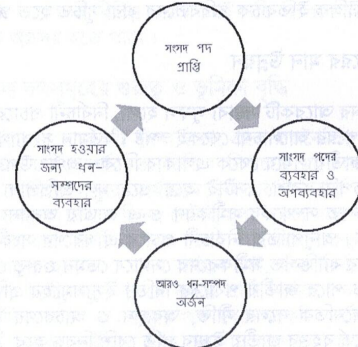 সংসদ পদ
প্রাপ্তি
সাংসদ পদের
ব্যবহার ও
অপব্যবহার
আরও ধন-সম্পদ
অর্জন
সাংসদ হওয়ার
জন্য ধন-
সম্পদের
ব্যবহার